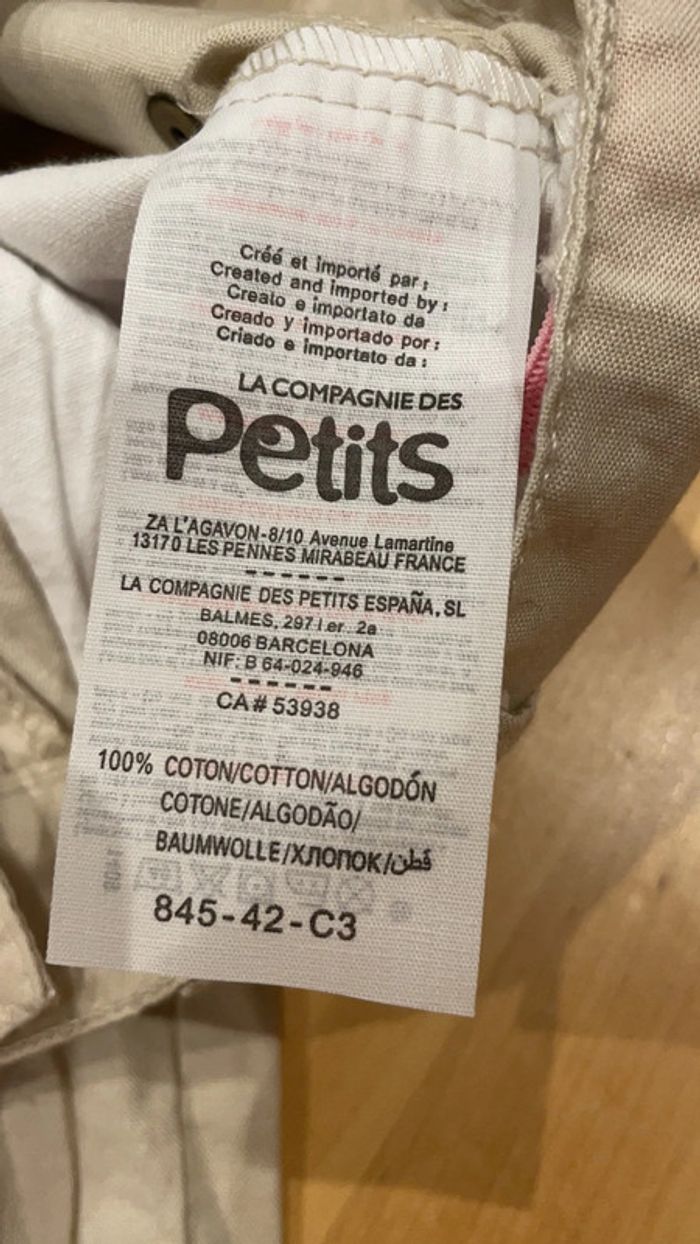 Créé et importé par :
Created and imported by :
Creato e importato da
Creado y importado por :
Criado e importato da :
LA COMPAGNIE DES
Petits
ZA L'AGAVON-8/10 Avenue Lamartine
13170 LES PENNES MIRABEAU FRANCE
LA COMPAGNIE DES PETITS ESPAÑA, SL
BALMES, 297 1.er. 2a
08006 BARCELONA
NIF: B 64-024-946
CA# 53938
100% COTON/COTTON/ALGODÓN
COTONE/ALGODÃO/
BAUMWOLLE/ХЛОПОК/قطن
845-42-C3